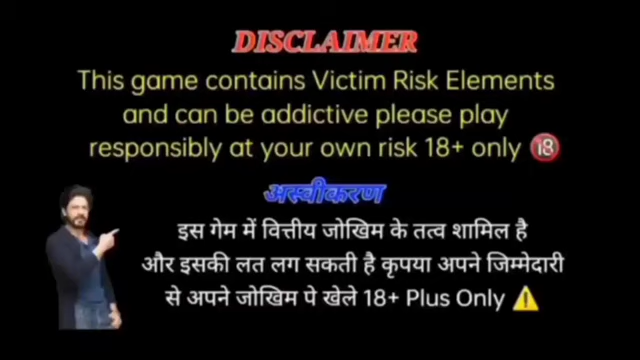 DISCLAIMER
This game contains Victim Risk Elements
and can be addictive please play
responsibly at your own risk 18+ only 🔞
अस्वीकरण
इस गेम में वित्तीय जोखिम के तत्व शामिल है
और इसकी लत लग सकती है कृपया अपने जिम्मेदारी
से अपने जोखिम पे खेले 18+ Plus Only ⚠️